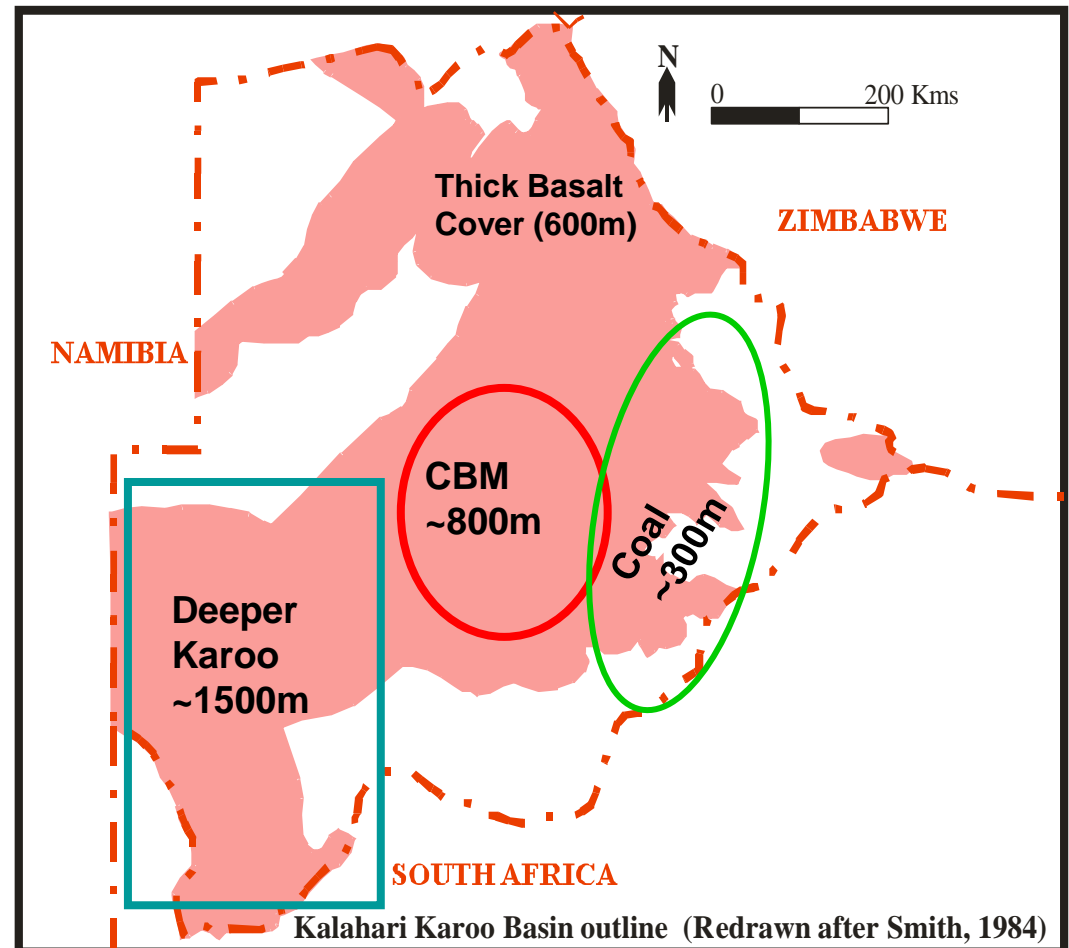 N
0 200 Kms
Thick Basalt
Cover (600m)
ZIMBABWE
NAMIBIA
CBM
~800m
Coal
~300m
Deeper
Karoo
~1500m
SOUTH AFRICA
Kalahari Karoo Basin outline (Redrawn after Smith, 1984)